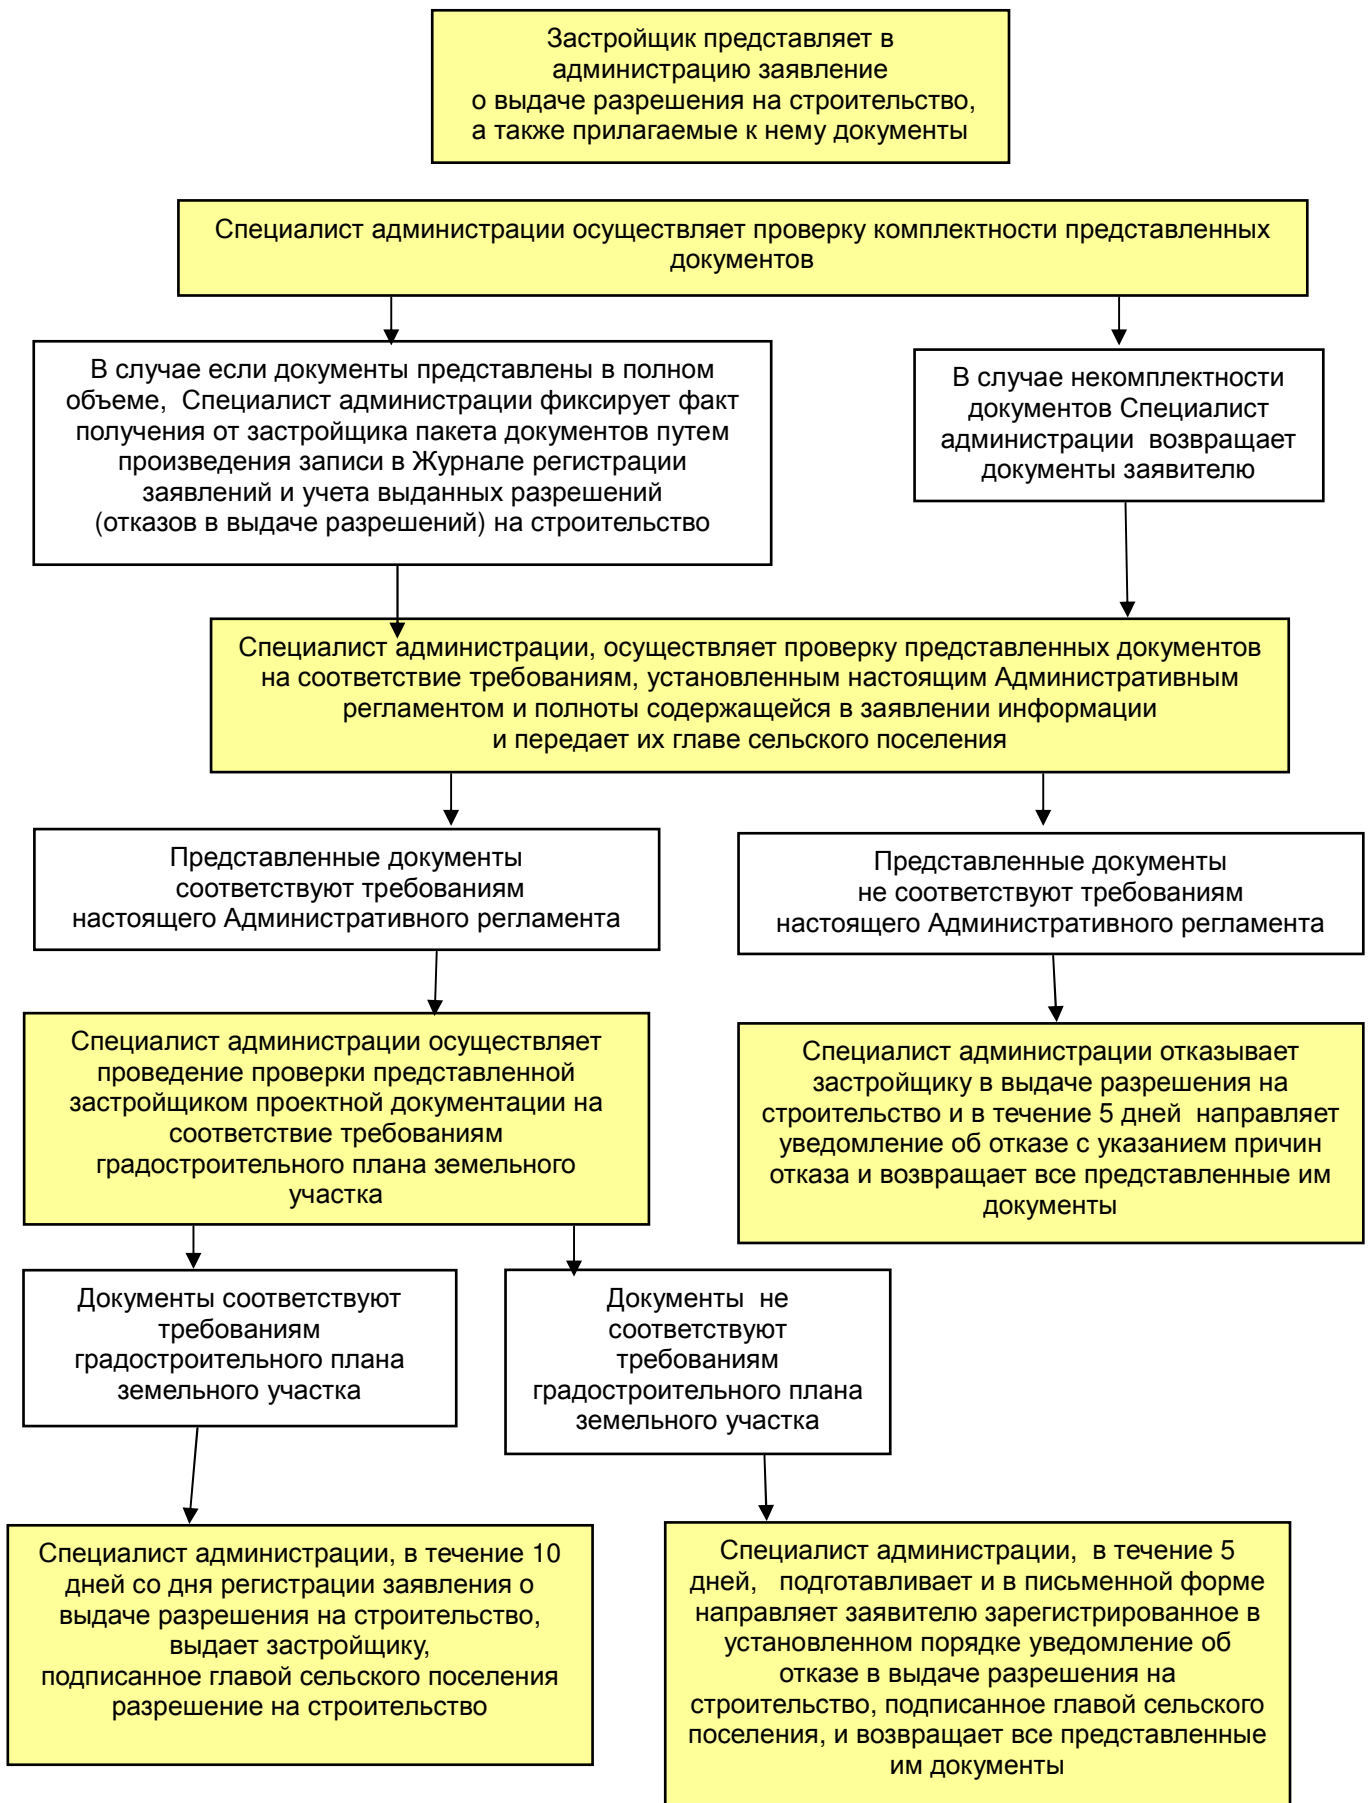 Застройщик представляет в
администрацию заявление
о выдаче разрешения на строительство,
а также прилагаемые к нему документы
Специалист администрации осуществляет проверку комплектности представленных
документов
В случае если документы представлены в полном
объеме, Специалист администрации фиксирует факт
получения от застройщика пакета документов путем
произведения записи в Журнале регистрации
заявлений и учета выданных разрешений
(отказов в выдаче разрешений) на строительство
В случае некомплектности
документов Специалист
администрации возвращает
документы заявителю
Специалист администрации, осуществляет проверку представленных документов
на соответствие требованиям, установленным настоящим Административным
регламентом и полноты содержащейся в заявлении информации
и передает их главе сельского поселения
Представленные документы
соответствуют требованиям
настоящего Административного регламента
Представленные документы
не соответствуют требованиям
настоящего Административного регламента
Специалист администрации осуществляет
проведение проверки представленной
застройщиком проектной документации на
соответствие требованиям
градостроительного плана земельного
участка
Специалист администрации отказывает
застройщику в выдаче разрешения на
строительство и в течение 5 дней направляет
уведомление об отказе с указанием причин
отказа и возвращает все представленные им
документы
Документы соответствуют
требованиям
градостроительного плана
земельного участка
Документы не
соответствуют
требованиям
градостроительного плана
земельного участка
Специалист администрации, в течение 10
дней со дня регистрации заявления о
выдаче разрешения на строительство,
выдает застройщику,
подписанное главой сельского поселения
разрешение на строительство
Специалист администрации, в течение 5
дней, подготавливает и в письменной форме
направляет заявителю зарегистрированное в
установленном порядке уведомление об
отказе в выдаче разрешения на
строительство, подписанное главой сельского
поселения, и возвращает все представленные
им документы